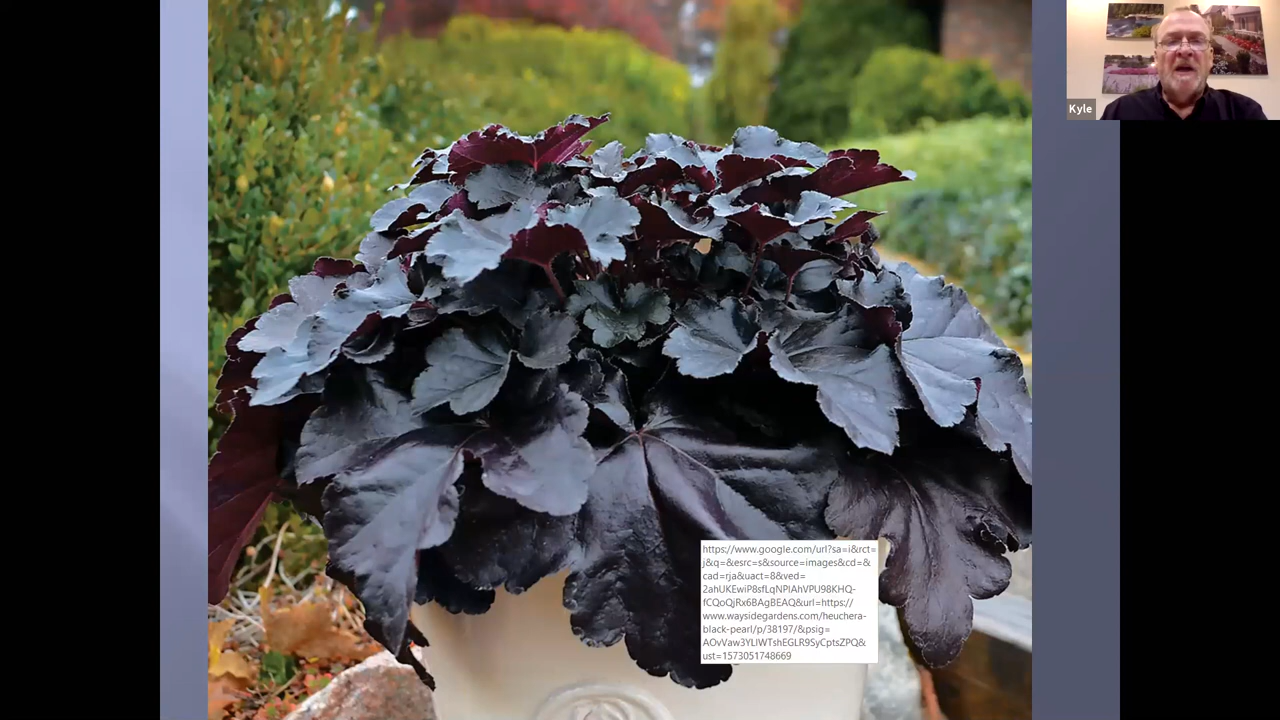 Kyle
https://www.google.com/url?sa=i&rct=
j&q=&esrc=s&source=images&cd=&
cad=rja&uact=8&ved=
2ahUKEwiP8sfLqNPlAhVPU98KHQ-
fCQoQjRx6BAgBEAQ&url=https://
www.waysidegardens.com/heuchera-
black-pearl/p/38197/&psig=
AOvVaw3YLlWTshEGLR9SyCptsZPQ&
ust=1573051748669